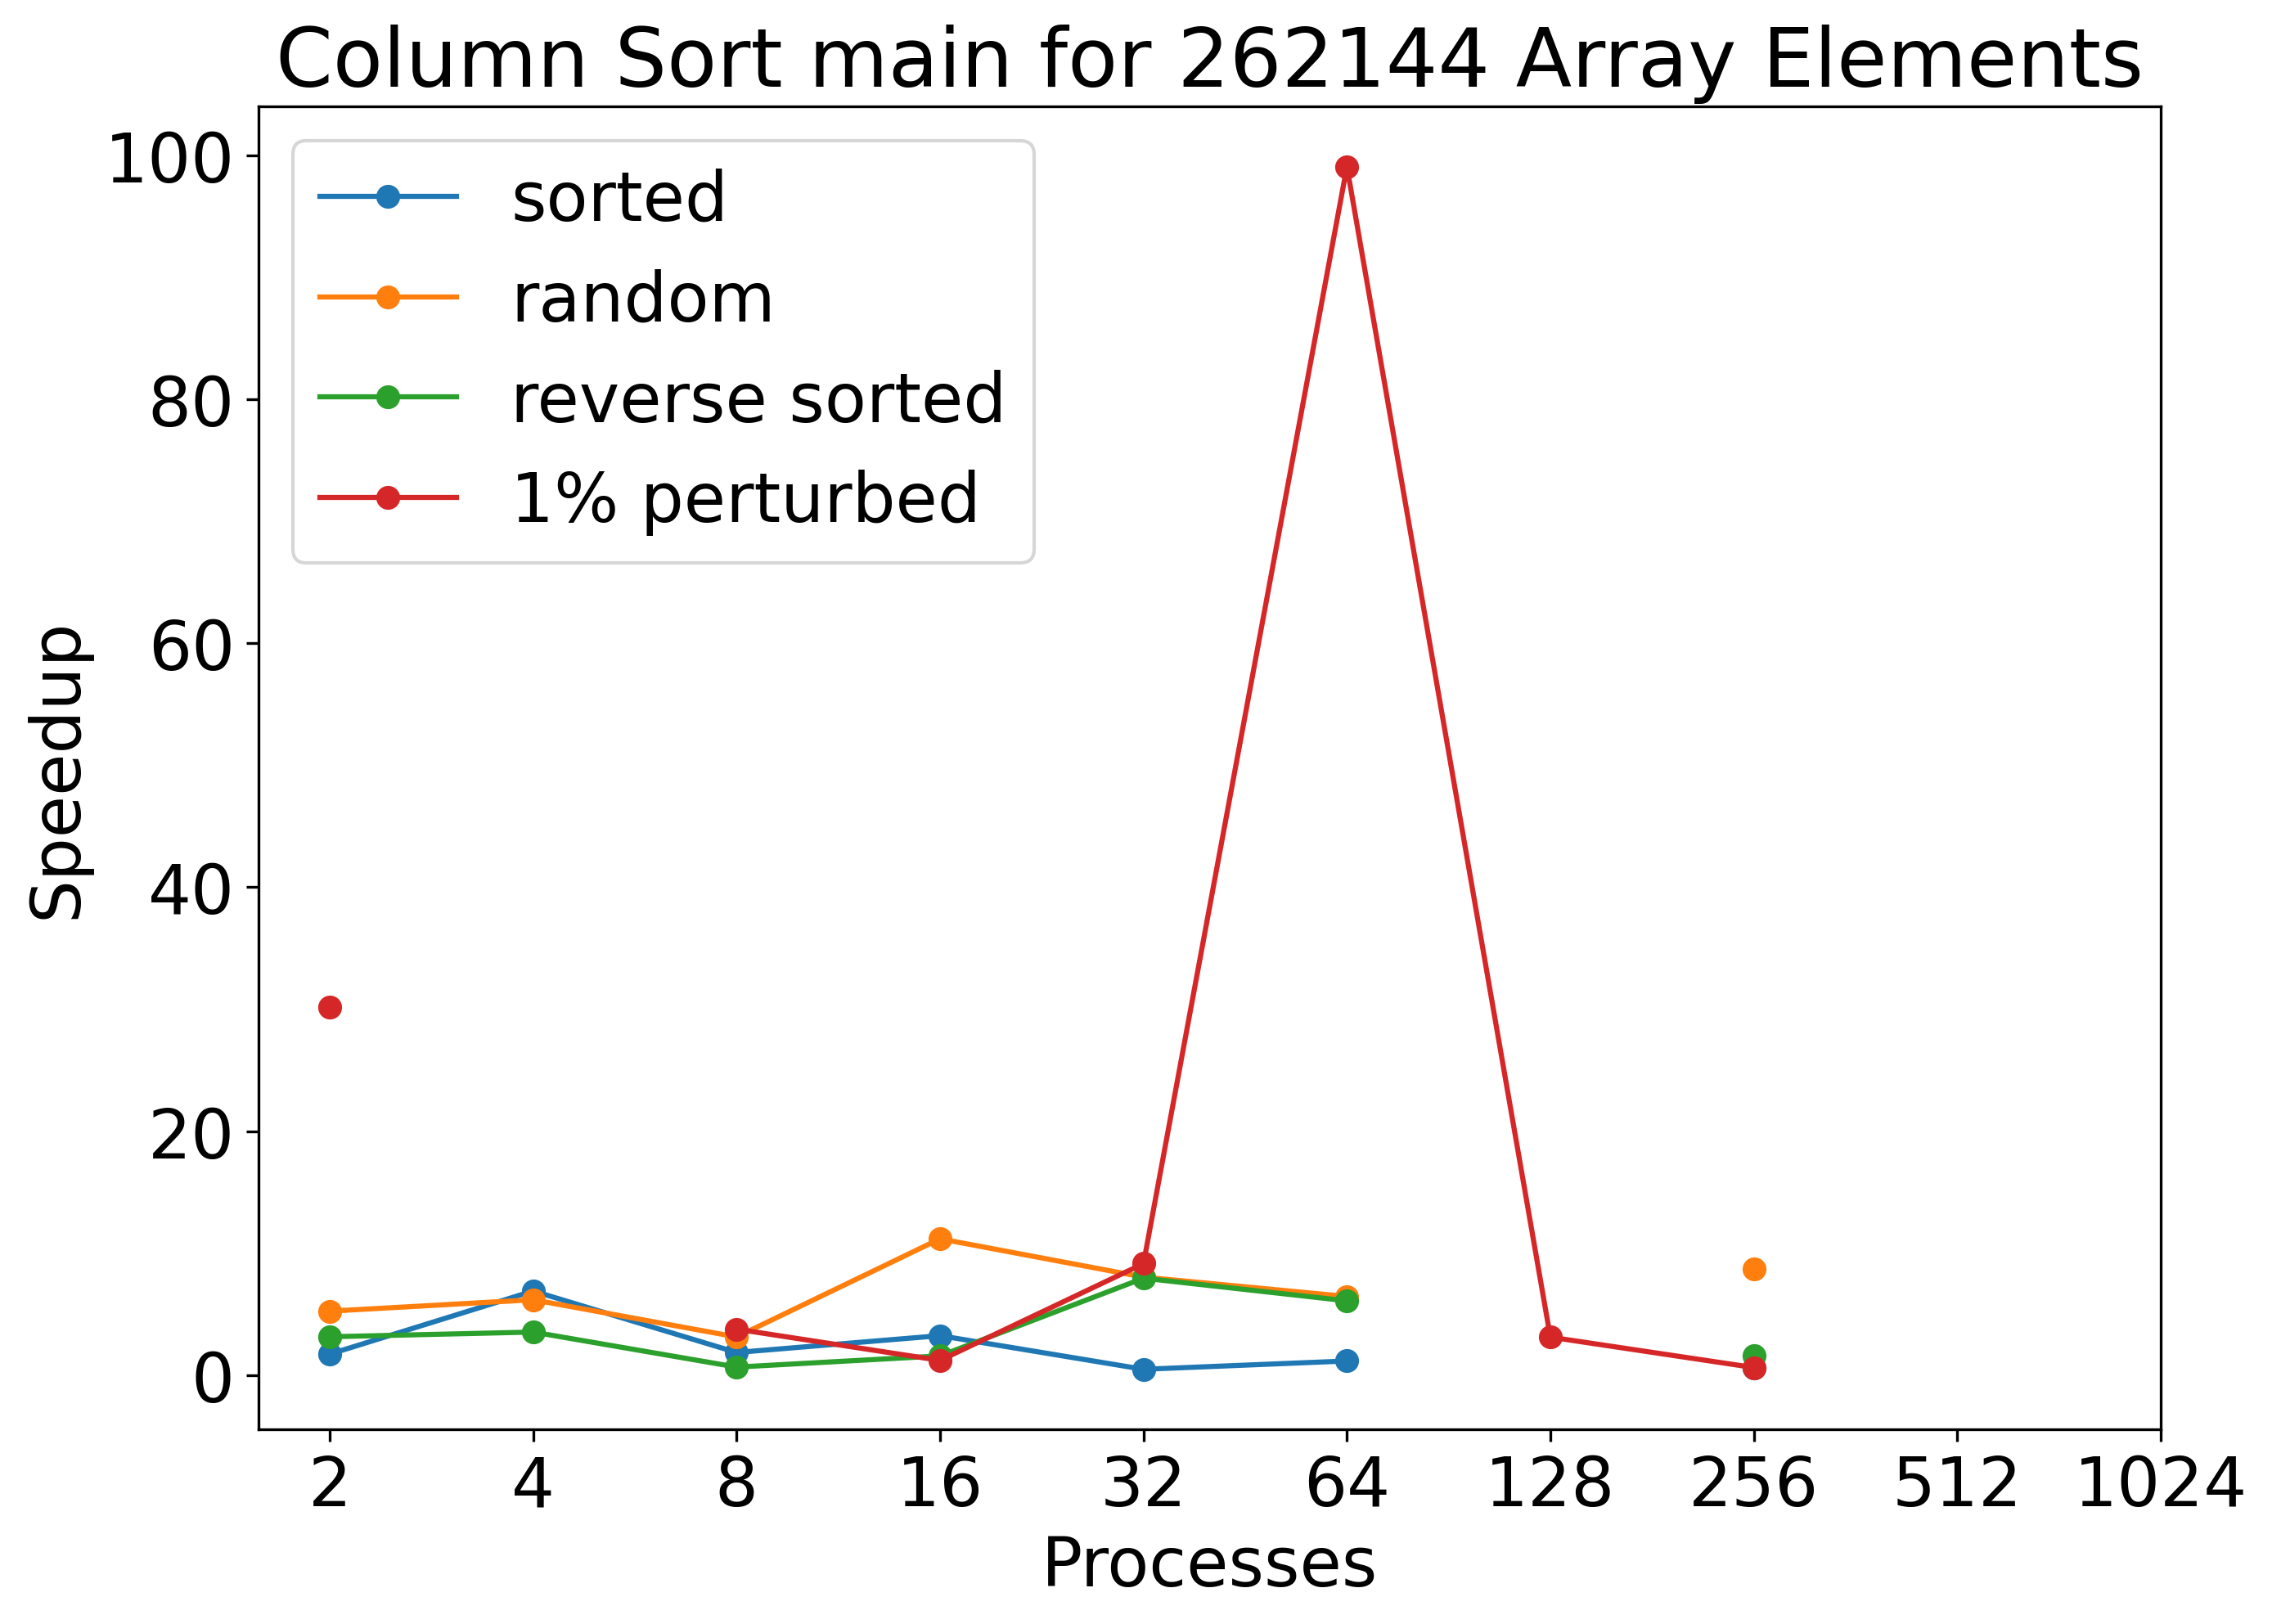 Column Sort main for 262144 Array Elements
100
80
60
40
20
0
Speedup
sorted
random
reverse sorted
1% perturbed
2 4 8 16 32 64 128 256 512 1024
Processes